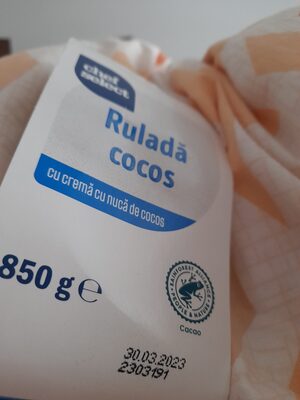 chef
select
Ruladă
cocos
cu cremă cu nucă de cocos
850 g e
RAINFOREST ALLIANCE
PEOPLE & NATURE
Cacao
30.03.2023
2303191